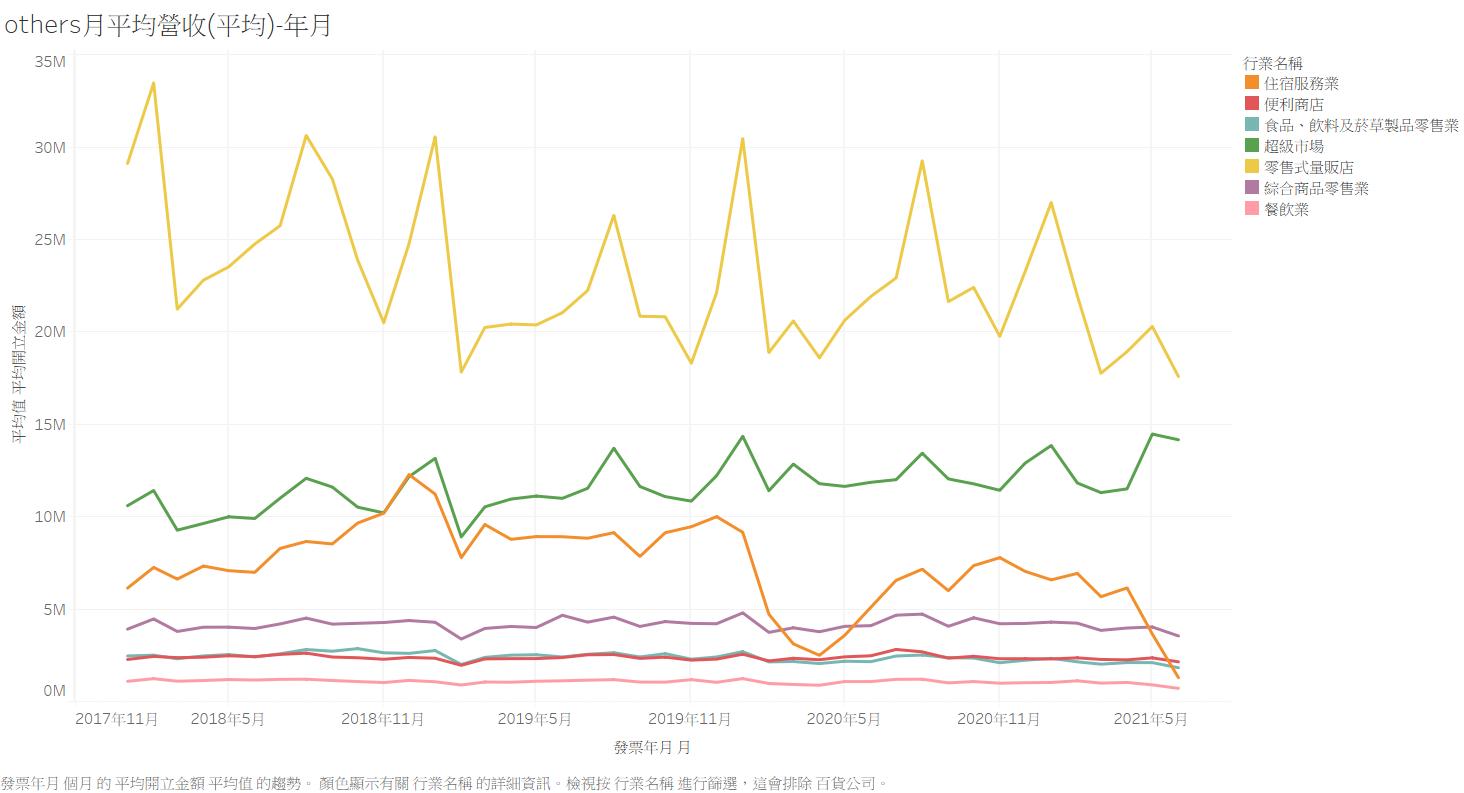 others月平均營收(平均)-年月
35M
30M
25M
20M
15M
10M
5M
0M
平均值 平均開立金額
2017年11月
2018年5月
2018年11月
2019年5月
2019年11月
2020年5月
2020年11月
2021年5月
發票年月 月
行業名稱
住宿服務業
便利商店
食品、飲料及菸草製品零售業
超級市場
零售式量販店
綜合商品零售業
餐飲業
發票年月 個月 的 平均開立金額 平均值 的趨勢。 顏色顯示有關 行業名稱 的詳細資訊。檢視按 行業名稱 進行篩選，這會排除 百貨公司。